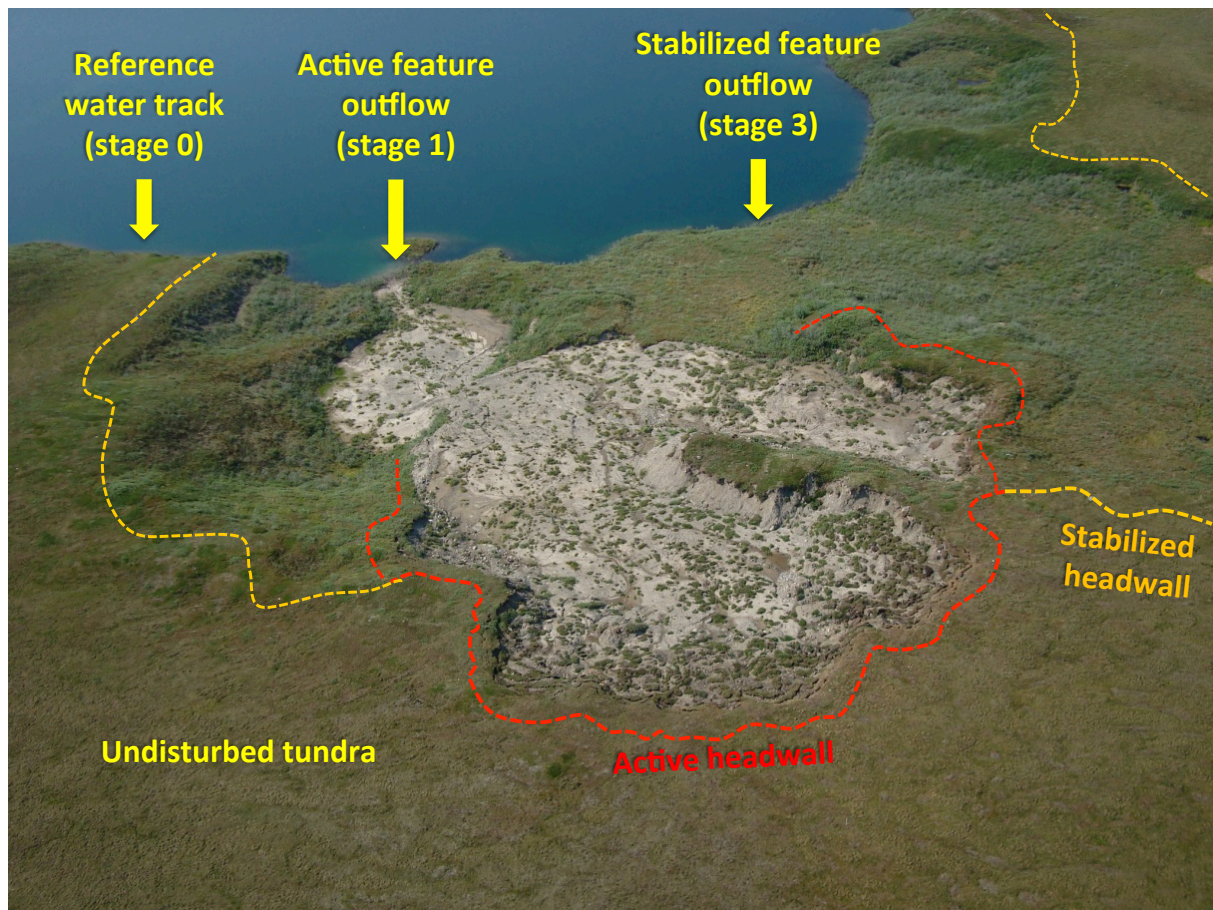 Reference
water track
(stage 0)
Active feature
outflow
(stage 1)
Stabilized feature
outflow
(stage 3)
Stabilized
headwall
Undisturbed tundra
Active headwall